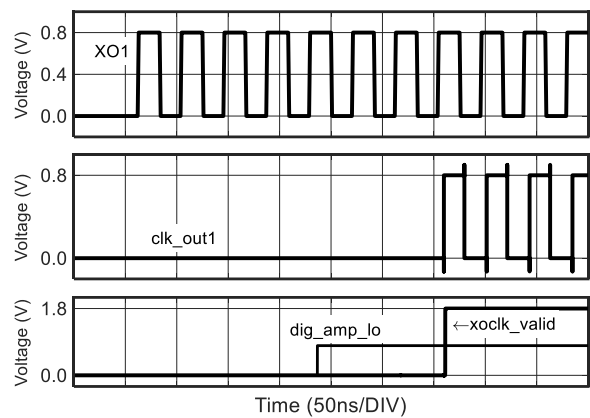 Voltage (V)
0.8
0.4
0.0
XO1
Voltage (V)
0.8
0.0
clk_out1
Voltage (V)
1.8
0.0
dig_amp_lo
←xoclk_valid
Time (50ns/DIV)